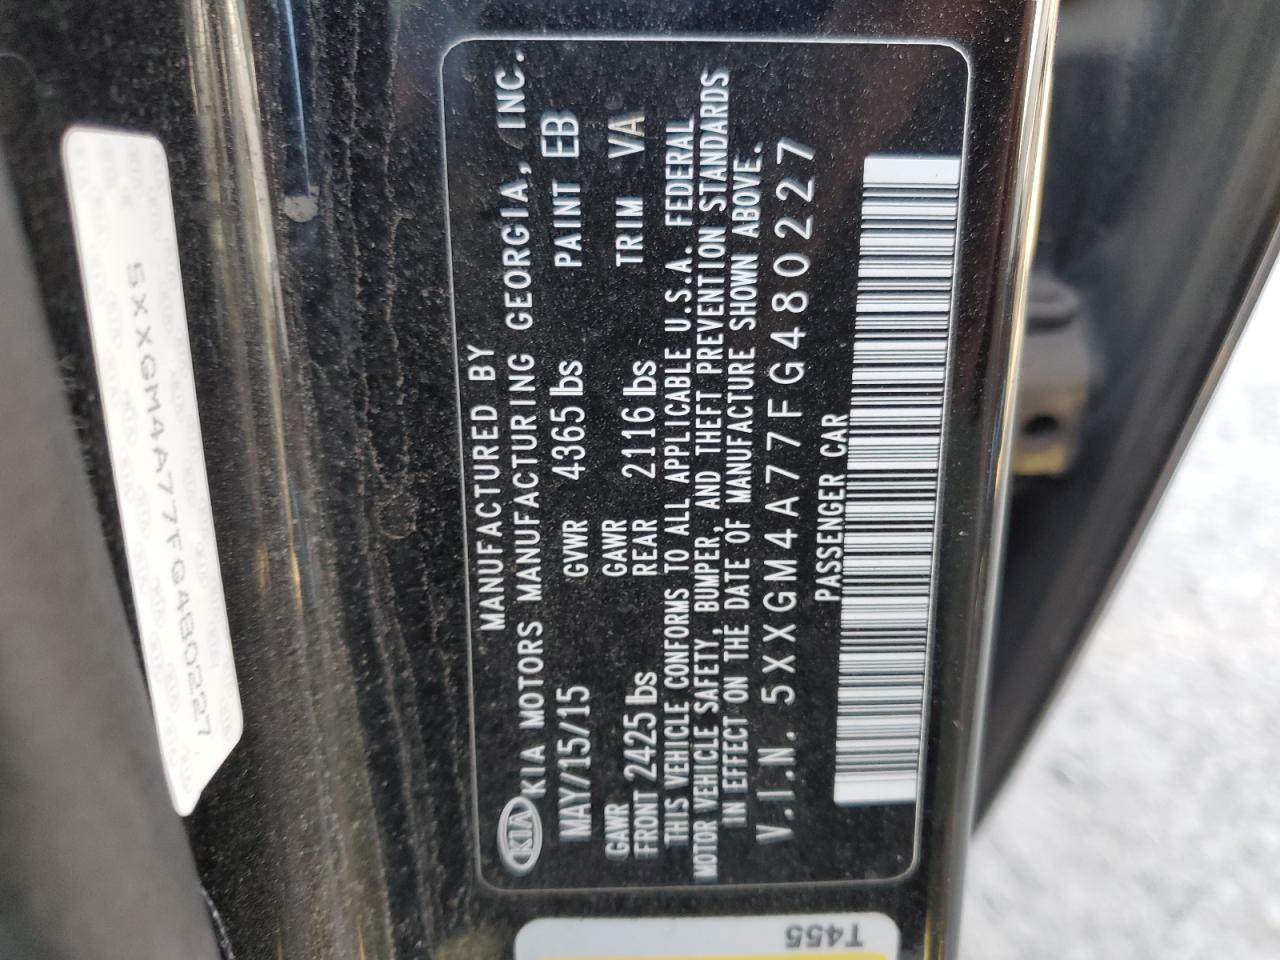 5XXGM4A77FG480227
MANUFACTURED BY
KIA KIA MOTORS MANUFACTURING GEORGIA, INC.
MAY/15/15 GVWR 4365 lbs PAINT EB
GAWR FRONT 2425 lbs GAWR REAR 2116 lbs TRIM VA
THIS VEHICLE CONFORMS TO ALL APPLICABLE U.S.A. FEDERAL
MOTOR VEHICLE SAFETY, BUMPER, AND THEFT PREVENTION STANDARDS
IN EFFECT ON THE DATE OF MANUFACTURE SHOWN ABOVE.
V.I.N. 5XXGM4A77FG480227
PASSENGER CAR
T455